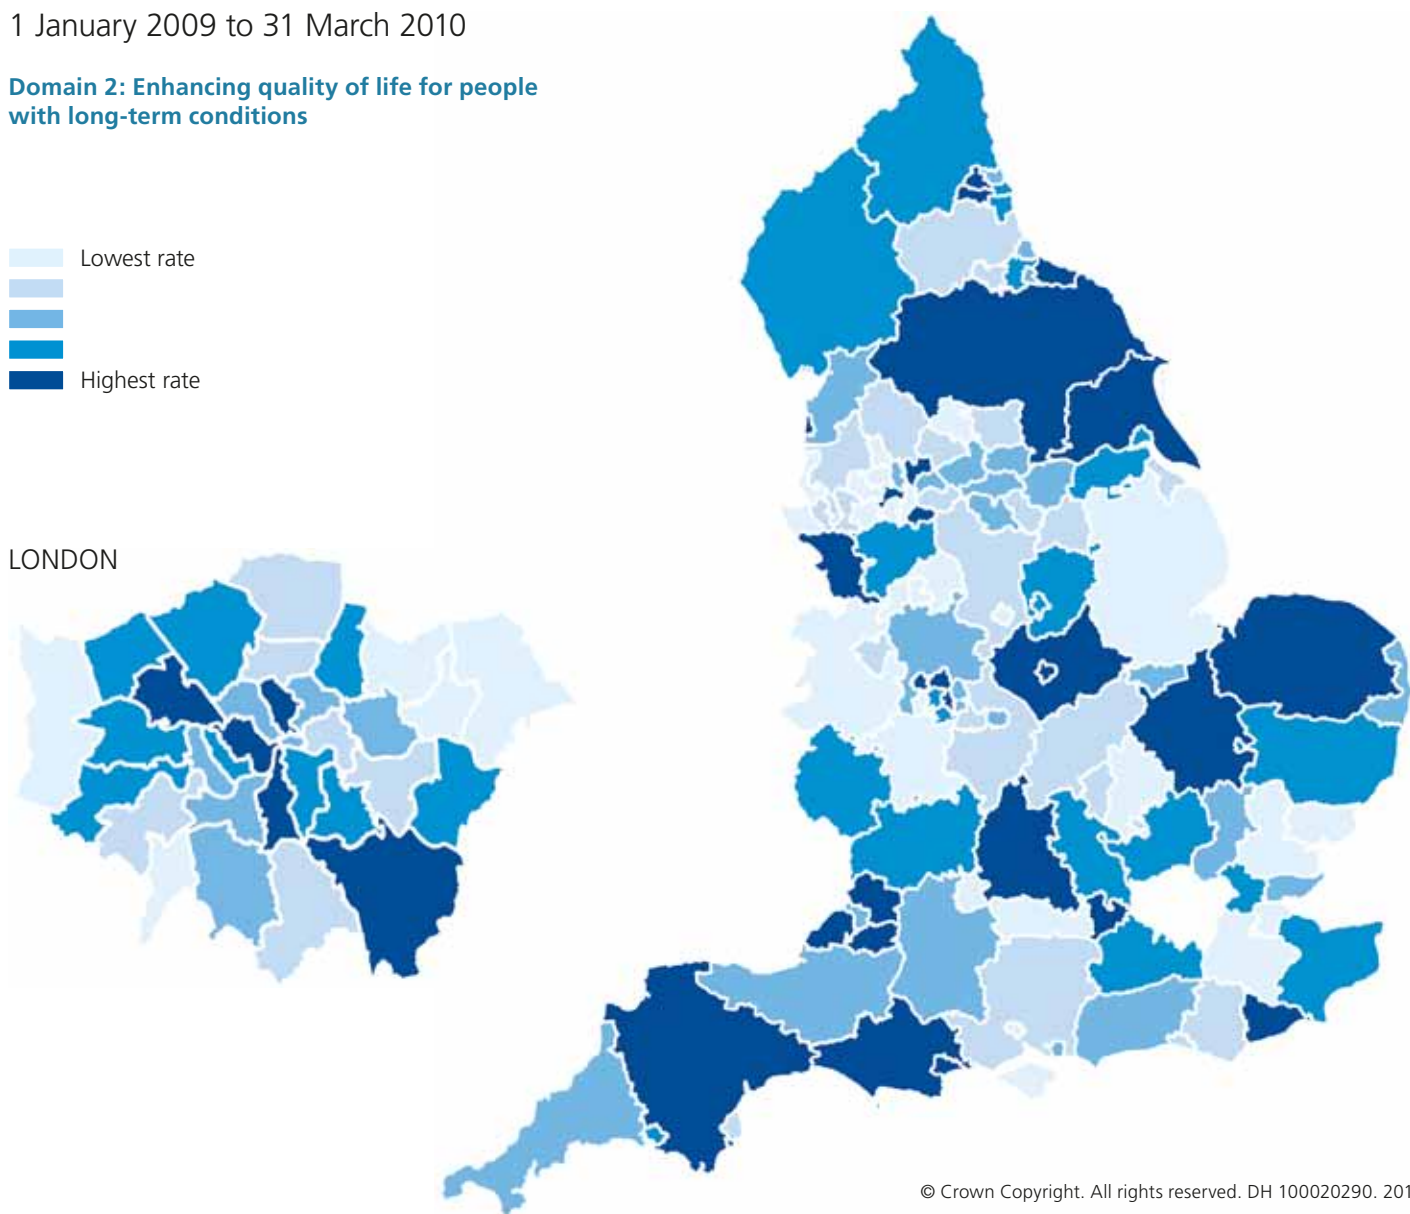 1 January 2009 to 31 March 2010
Domain 2: Enhancing quality of life for people
with long-term conditions
Lowest rate
Highest rate
LONDON
© Crown Copyright. All rights reserved. DH 100020290. 201